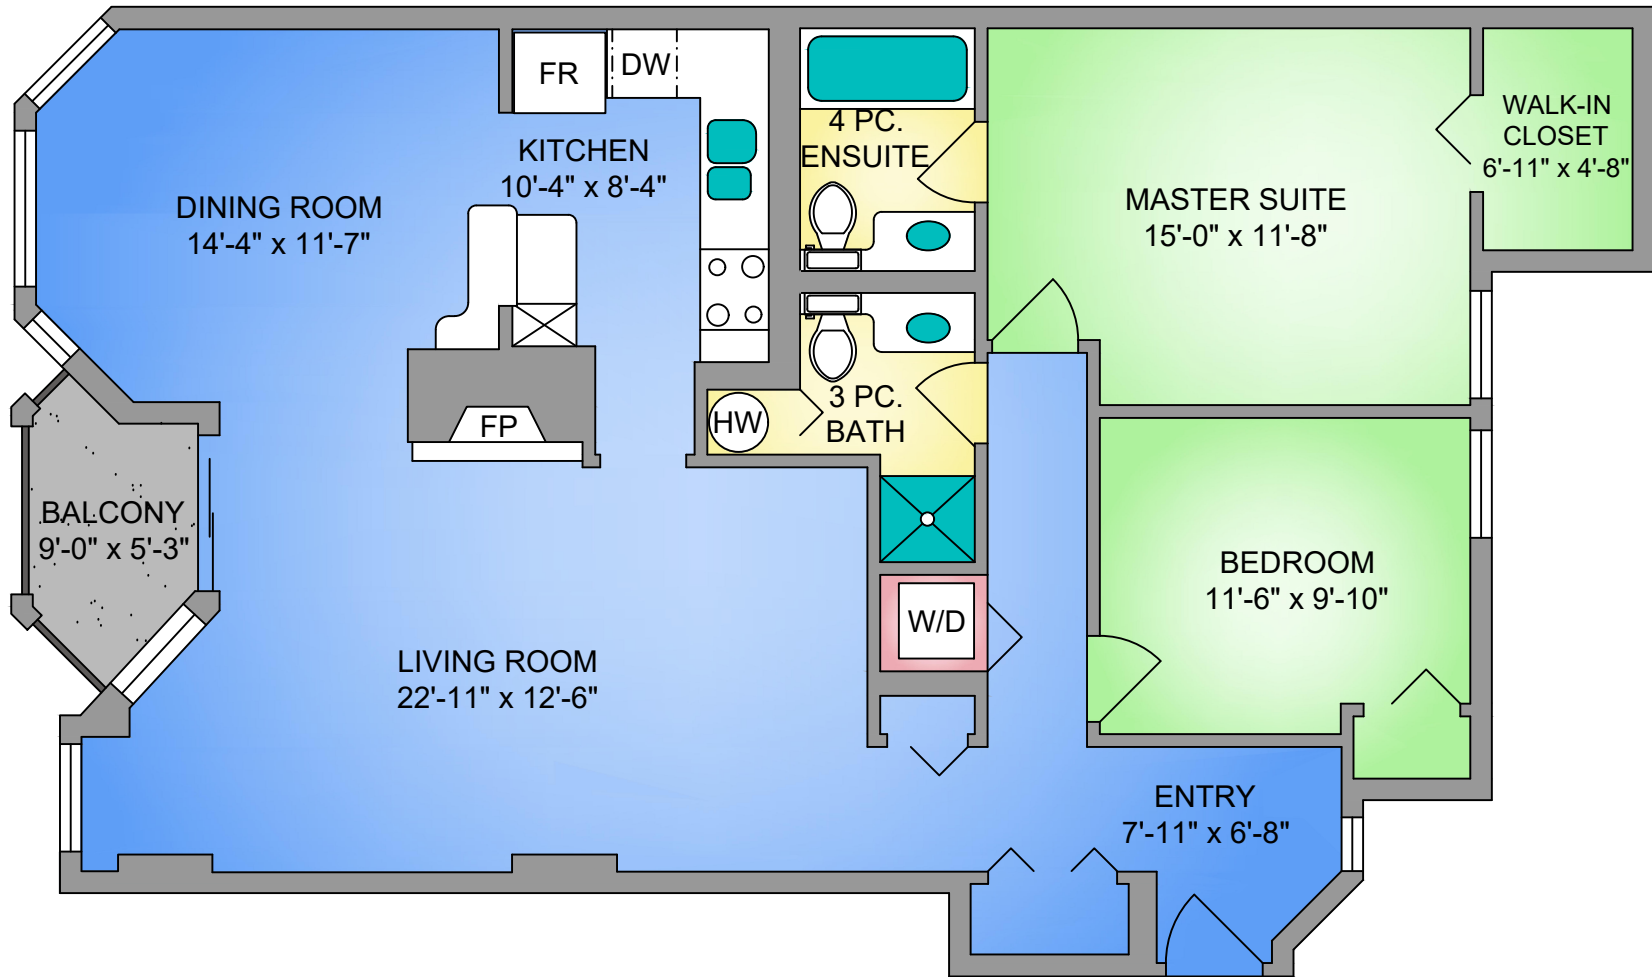 FR
DW
KITCHEN
10'-4" x 8'-4"
4 PC.
ENSUITE
WALK-IN
CLOSET
6'-11" x 4'-8"
DINING ROOM
14'-4" x 11'-7"
MASTER SUITE
15'-0" x 11'-8"
FP
HW
3 PC.
BATH
BALCONY
9'-0" x 5'-3"
BEDROOM
11'-6" x 9'-10"
W/D
LIVING ROOM
22'-11" x 12'-6"
ENTRY
7'-11" x 6'-8"